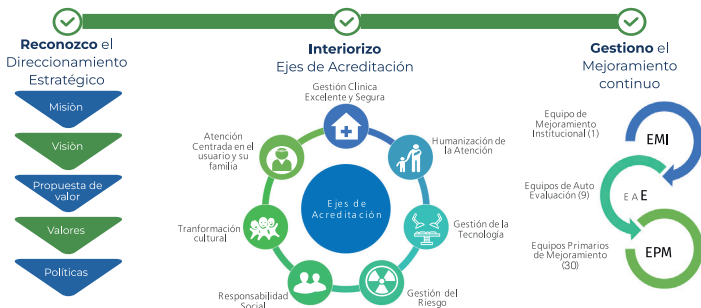 Reconozco el
Direccionamiento
Estratégico
Misiòn
Visiòn
Propuesta de
valor
Valores
Políticas
Interiorizo
Ejes de Acreditación
Gestión Clínica
Excelente y Segura
Humanización de
la Atención
Gestión de la
Tecnología
Gestión del
Riesgo
Responsabilidad
Social
Tranformación
cultural
Atención
Centrada en el
usuario y su
familia
Ejes de
Acreditación
Gestiono el
Mejoramiento
continuo
Equipo de
Mejoramiento
Institucional (1)
EMI
Equipos de Auto
Evaluación (9)
E A E
Equipos Primarios
de Mejoramiento
(30)
EPM